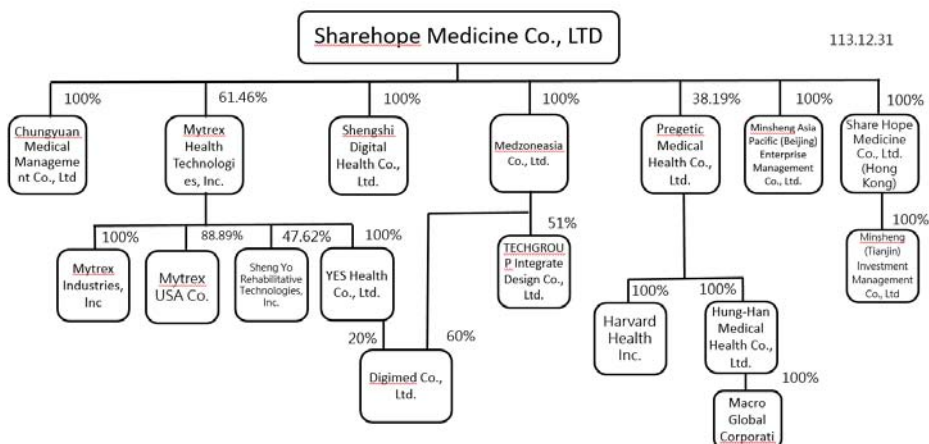 Sharehope Medicine Co., LTD
113.12.31
100%
61.46%
100%
100%
38.19%
100%
100%
Chungyuan
Medical
Manageme
nt Co., Ltd
Mytrex
Health
Technologi
es, Inc.
Shengshi
Digital
Health Co.,
Ltd.
Medzoneasia
Co., Ltd.
Pregetic
Medical
Health Co.,
Ltd.
Minsheng Asia
Pacific (Beijing)
Enterprise
Management
Co., Ltd.
Share Hope
Medicine
Co., Ltd.
(Hong
Kong)
100%
88.89%
47.62%
100%
51%
100%
Mytrex
Industries,
Inc
Mytrex
USA Co.
Sheng Yo
Rehabilitative
Technologies,
Inc.
YES Health
Co., Ltd.
TECHGROU
P Integrate
Design Co.,
Ltd.
Minsheng
(Tianjin)
Investment
Management
Co., Ltd
100%
100%
20%
60%
Harvard
Health
Inc.
Hung-Han
Medical
Health Co.,
Ltd.
Digimed Co.,
Ltd.
100%
Macro
Global
Corporati